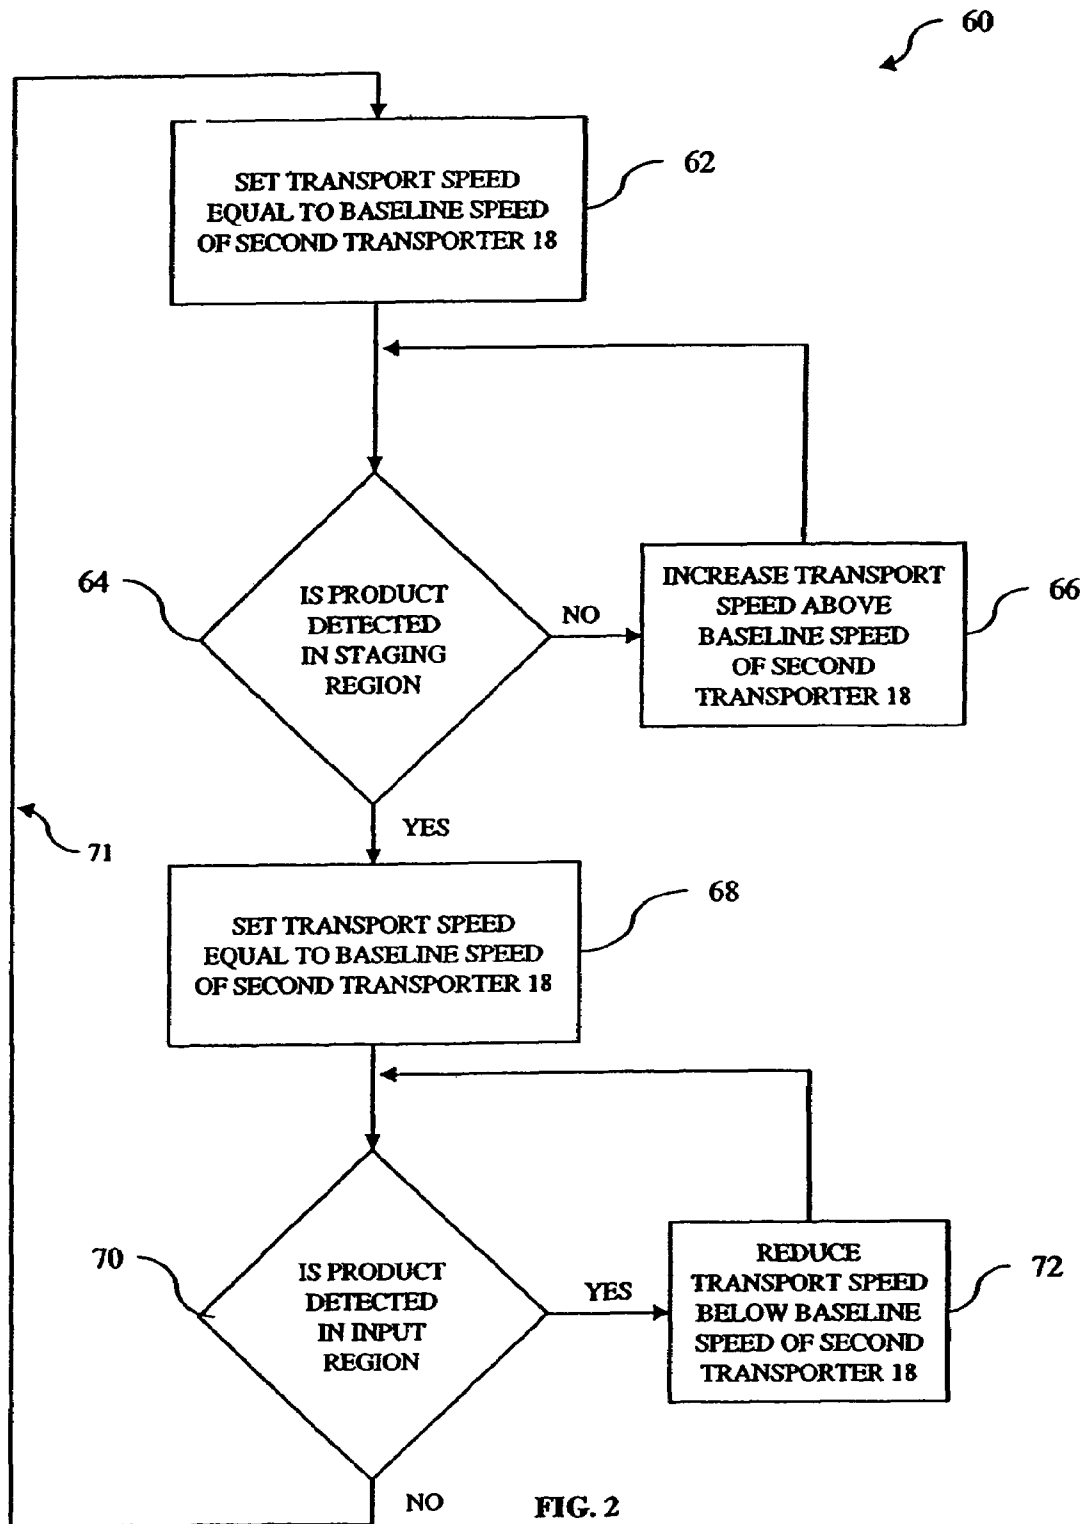 60
SET TRANSPORT SPEED
EQUAL TO BASELINE SPEED
OF SECOND TRANSPORTER 18
62
64
IS PRODUCT
DETECTED
IN STAGING
REGION
NO
INCREASE TRANSPORT
SPEED ABOVE
BASELINE SPEED
OF SECOND
TRANSPORTER 18
66
YES
71
SET TRANSPORT SPEED
EQUAL TO BASELINE SPEED
OF SECOND TRANSPORTER 18
68
70
IS PRODUCT
DETECTED
IN INPUT
REGION
YES
REDUCE
TRANSPORT SPEED
BELOW BASELINE
SPEED OF SECOND
TRANSPORTER 18
72
NO
FIG. 2